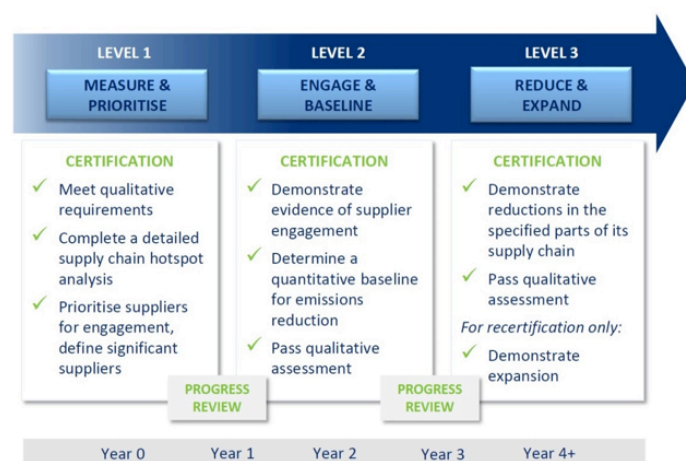 LEVEL 1
MEASURE &
PRIORITISE
LEVEL 2
ENGAGE &
BASELINE
LEVEL 3
REDUCE &
EXPAND
CERTIFICATION
✓ Meet qualitative
requirements
✓ Complete a detailed
supply chain hotspot
analysis
✓ Prioritise suppliers
for engagement,
define significant
suppliers
CERTIFICATION
✓ Demonstrate
evidence of supplier
engagement
✓ Determine a
quantitative baseline
for emissions
reduction
✓ Pass qualitative
assessment
CERTIFICATION
✓ Demonstrate
reductions in the
specified parts of its
supply chain
✓ Pass qualitative
assessment
For recertification only:
✓ Demonstrate
expansion
PROGRESS
REVIEW
PROGRESS
REVIEW
Year 0 Year 1 Year 2 Year 3 Year 4+